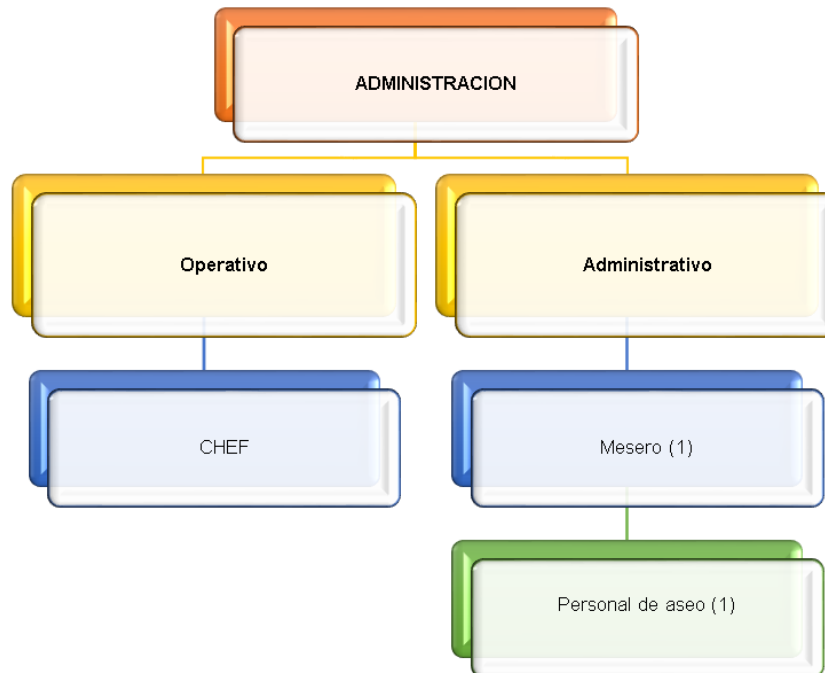 ADMINISTRACION
Operativo
Administrativo
CHEF
Mesero (1)
Personal de aseo (1)